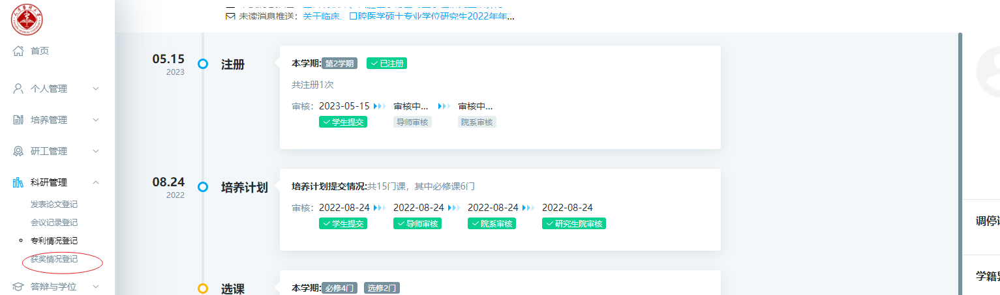 首页
个人管理
培养管理
研工管理
科研管理
发表论文登记
会议记录登记
专利情况登记
获奖情况登记
答辩与学位
未读消息推送：关于临床、口腔医学硕士专业学位研究生2022年年...
05.15
2023
注册
本学期:第2学期 已注册
共注册1次
审核：2023-05-15 审核中... 审核中...
学生提交 导师审核 院系审核
08.24
2022
培养计划
培养计划提交情况:共15门课，其中必修课6门
审核：2022-08-24 2022-08-24 2022-08-24 2022-08-24
学生提交 导师审核 院系审核 研究生院审核
选课
本学期:必修4门 选修2门
调停
学籍